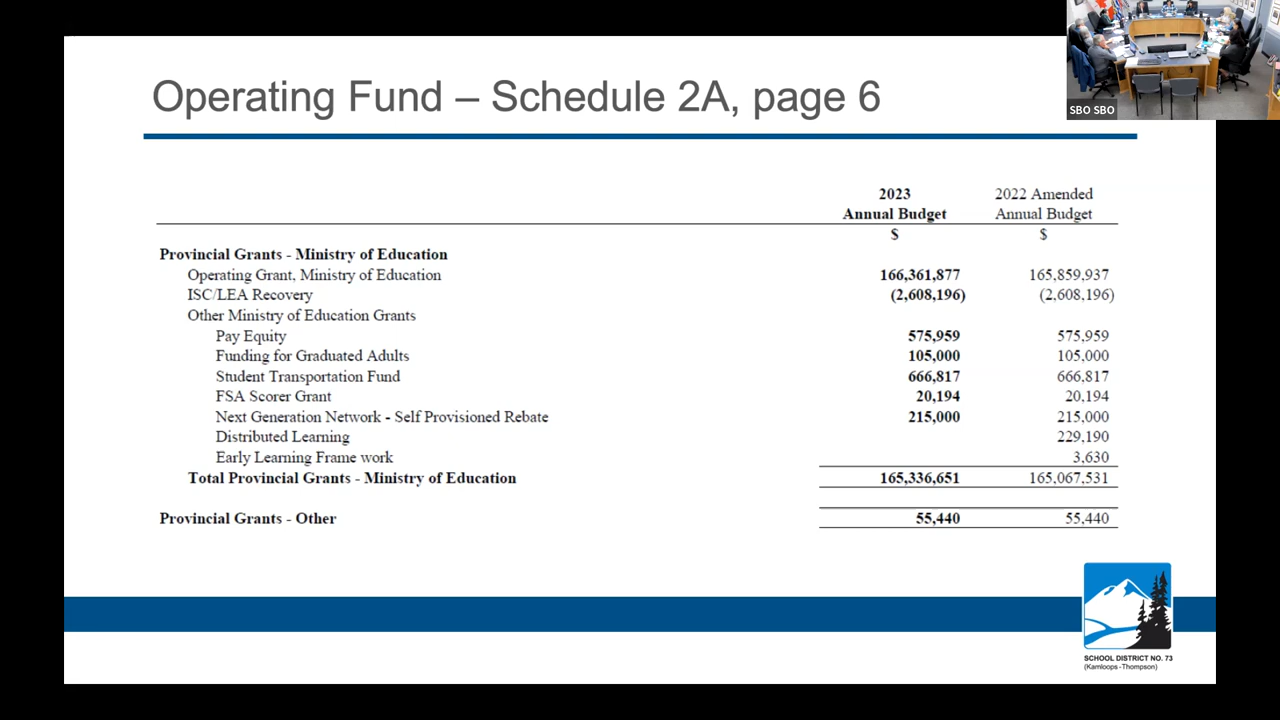 SBO SBO
Operating Fund – Schedule 2A, page 6
2023 2022 Amended
Annual Budget Annual Budget
$ $
Provincial Grants - Ministry of Education
Operating Grant, Ministry of Education 166,361,877 165,859,937
ISC/LEA Recovery (2,608,196) (2,608,196)
Other Ministry of Education Grants
Pay Equity 575,959 575,959
Funding for Graduated Adults 105,000 105,000
Student Transportation Fund 666,817 666,817
FSA Scorer Grant 20,194 20,194
Next Generation Network - Self Provisioned Rebate 215,000 215,000
Distributed Learning 229,190
Early Learning Frame work 3,630
Total Provincial Grants - Ministry of Education 165,336,651 165,067,531
Provincial Grants - Other 55,440 55,440
SCHOOL DISTRICT NO. 73
(Kamloops -Thompson)